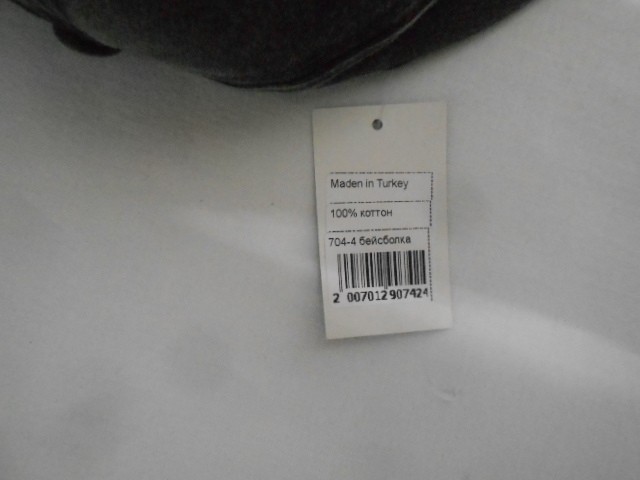 Maden in Turkey
100% коттон
704-4 бейсболка
2 007012 907424